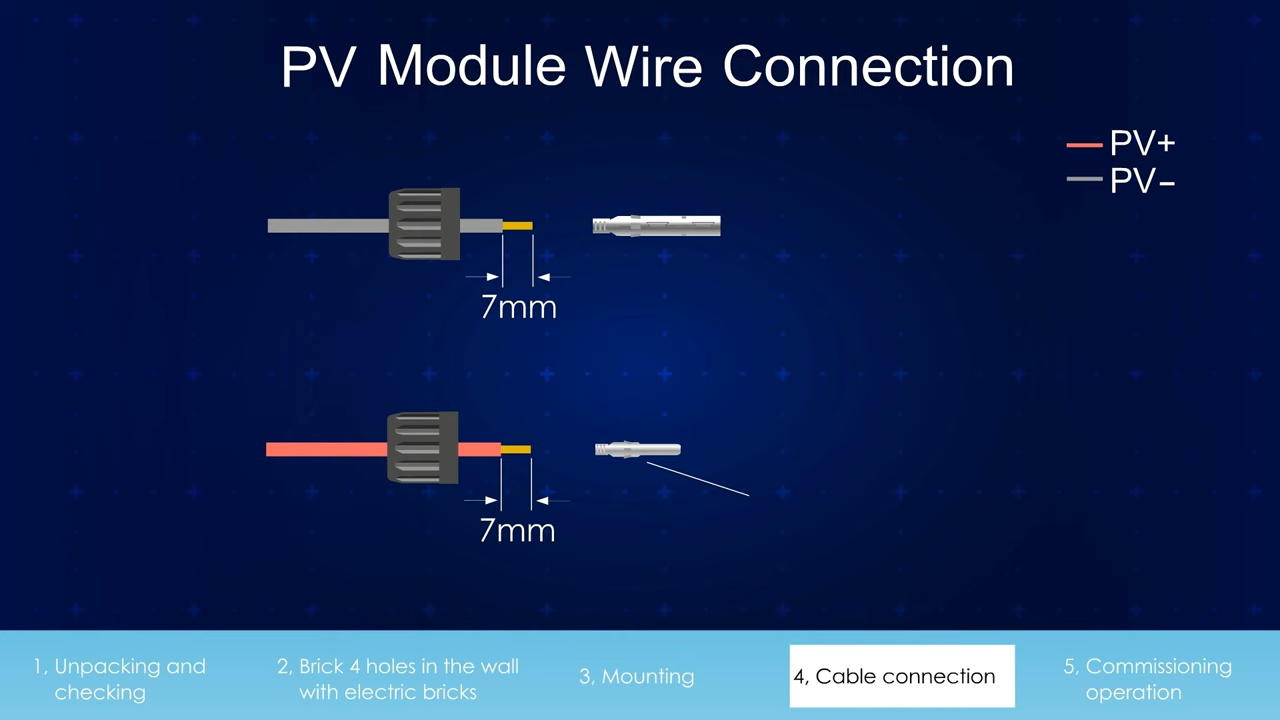 PV Module Wire Connection
PV+
PV-
7mm
7mm
1, Unpacking and
checking
2, Brick 4 holes in the wall
with electric bricks
3, Mounting
4, Cable connection
5, Commissioning
operation